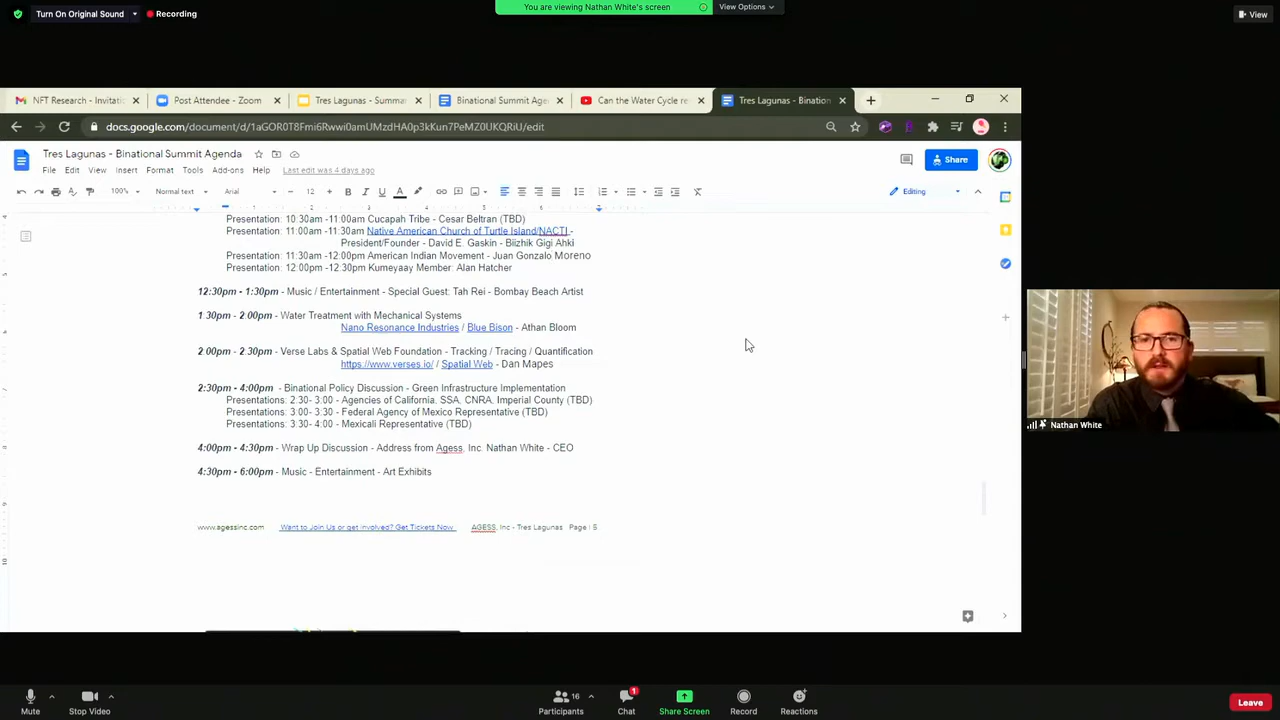 Turn On Original Sound
Recording
You are viewing Nathan White's screen
View Options
View
NFT Research - Invitati
Post Attendee - Zoom
Tres Lagunas - Summar
Binational Summit Agen
Can the Water Cycle re
Tres Lagunas - Bination
docs.google.com/document/d/1aGOR0T8Fmi6Rwwi0amUMzdHA0p3kKun7PeMZ0UKQRiU/edit
Tres Lagunas - Binational Summit Agenda
Share
File Edit View Insert Format Tools Add-ons Help Last edit was 4 days ago
100% Normal text Arial 12 Editing
Presentation: 10:30am -11:00am Cucapah Tribe - Cesar Beltran (TBD)
Presentation: 11:00am -11:30am Native American Church of Turtle Island/NACTI -
President/Founder - David E. Gaskin - Biizhik Gigi Ahki
Presentation: 11:30am -12:00pm American Indian Movement - Juan Gonzalo Moreno
Presentation: 12:00pm -12:30pm Kumeyaay Member: Alan Hatcher
12:30pm - 1:30pm - Music / Entertainment - Special Guest: Tah Rei - Bombay Beach Artist
1:30pm - 2:00pm - Water Treatment with Mechanical Systems
Nano Resonance Industries / Blue Bison - Athan Bloom
2:00pm - 2:30pm - Verse Labs & Spatial Web Foundation - Tracking / Tracing / Quantification
https://www.verses.io/ / Spatial Web - Dan Mapes
2:30pm - 4:00pm - Binational Policy Discussion - Green Infrastructure Implementation
Presentations: 2:30- 3:00 - Agencies of California. SSA, CNRA, Imperial County (TBD)
Presentations: 3:00- 3:30 - Federal Agency of Mexico Representative (TBD)
Presentations: 3:30- 4:00 - Mexicali Representative (TBD)
4:00pm - 4:30pm - Wrap Up Discussion - Address from Agess, Inc. Nathan White - CEO
4:30pm - 6:00pm - Music - Entertainment - Art Exhibits
www.agessinc.com Want to Join Us or get involved? Get Tickets Now. AGESS, Inc - Tres Lagunas Page | 5
Nathan White
Mute
Stop Video
16
Participants
1
Chat
Share Screen
Record
Reactions
Leave